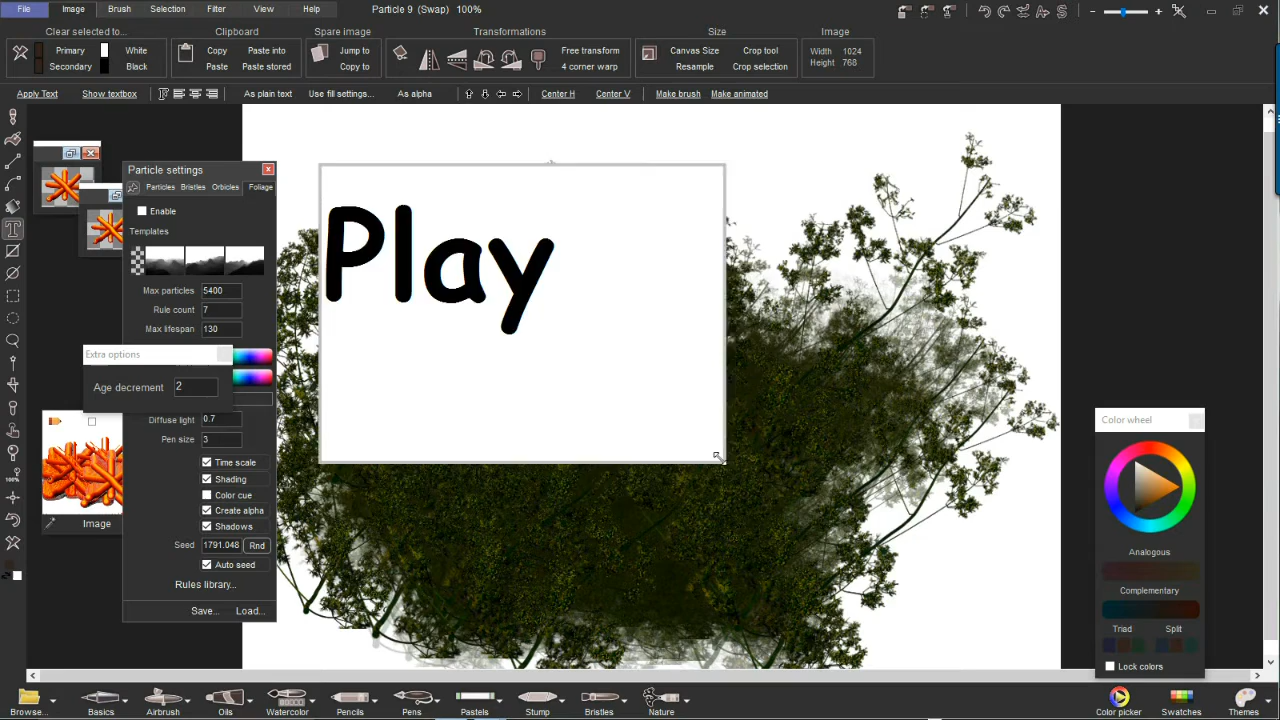 File Image Brush Selection Filter View Help Particle 9 (Swap) 100%
Clear selected to... Clipboard Spare image Transformations Size Image
Primary White Copy Paste into Jump to Free transform Canvas Size Crop tool Width 1024
Secondary Black Paste Paste stored Copy to 4 corner warp Resample Crop selection Height 768
Apply Text Show textbox As plain text Use fill settings... As alpha Center H Center V Make brush Make animated
Particle settings
Particles Bristles Orbicles Foliage
Enable
Templates
Max particles 5400
Rule count 7
Max lifespan 130
Extra options
Age decrement 2
Diffuse light 0.7
Pen size 3
Time scale
Shading
Color cue
Create alpha
Shadows
Seed 1791.048 Rnd
Auto seed
Rules library...
Save... Load...
Image
100%
Play
Color wheel
Analogous
Complementary
Triad Split
Lock colors
Files... Basics Airbrush Oils Watercolor Pencils Pens Pastels Stump Bristles Nature Color picker Swatches Themes